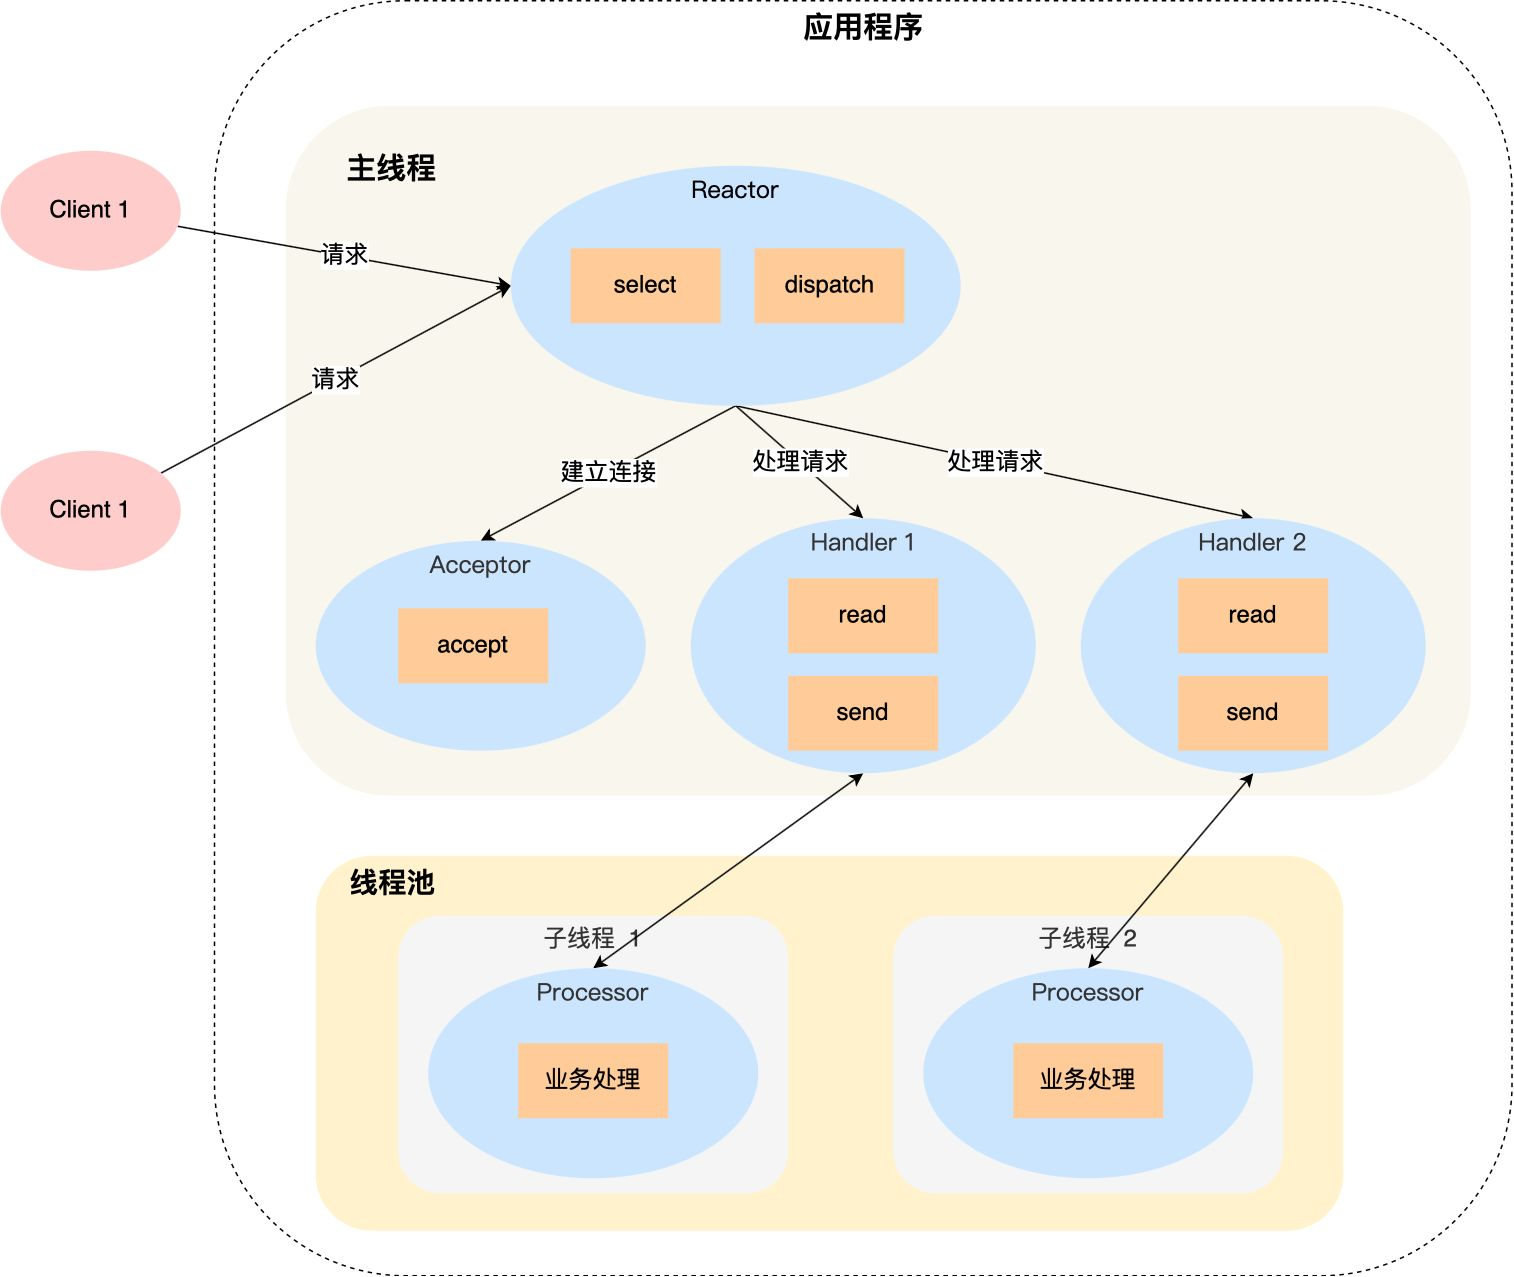 应用程序
主线程
Client 1
Reactor
请求
select
dispatch
请求
建立连接
处理请求
处理请求
Client 1
Acceptor
Handler 1
Handler 2
accept
read
read
send
send
线程池
子线程 1
子线程 2
Processor
Processor
业务处理
业务处理